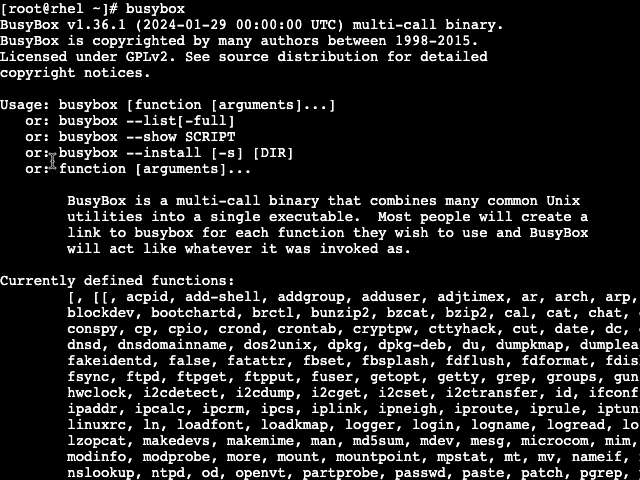 [root@rhel ~]# busybox
BusyBox v1.36.1 (2024-01-29 00:00:00 UTC) multi-call binary.
BusyBox is copyrighted by many authors between 1998-2015.
Licensed under GPLv2. See source distribution for detailed
copyright notices.
Usage: busybox [function [arguments]...]
or: busybox --list[-full]
or: busybox --show SCRIPT
or: busybox --install [-s] [DIR]
or: function [arguments]...
BusyBox is a multi-call binary that combines many common Unix
utilities into a single executable.  Most people will create a
link to busybox for each function they wish to use and BusyBox
will act like whatever it was invoked as.
Currently defined functions:
[, [[, acpid, add-shell, addgroup, adduser, adjtimex, ar, arch, arp,
blockdev, bootchartd, brctl, bunzip2, bzcat, bzip2, cal, cat, chat,
conspy, cp, cpio, crond, crontab, cryptpw, cttyhack, cut, date, dc,
dnsd, dnsdomainname, dos2unix, dpkg, dpkg-deb, du, dumpkmap, dumplea
fakeidentd, false, fatattr, fbset, fbsplash, fdflush, fdformat, fdis
fsync, ftpd, ftpget, ftpput, fuser, getopt, getty, grep, groups, gun
hwclock, i2cdetect, i2cdump, i2cget, i2cset, i2ctransfer, id, ifconf
ipaddr, ipcalc, ipcrm, ipcs, iplink, ipneigh, iproute, iprule, iptun
linuxrc, ln, loadfont, loadkmap, logger, login, logname, logread, lo
lzopcat, makedevs, makemime, man, md5sum, mdev, mesg, microcom, mim,
modinfo, modprobe, more, mount, mountpoint, mpstat, mt, mv, nameif,
nslookup, ntpd, od, openvt, partprobe, passwd, paste, patch, pgrep,